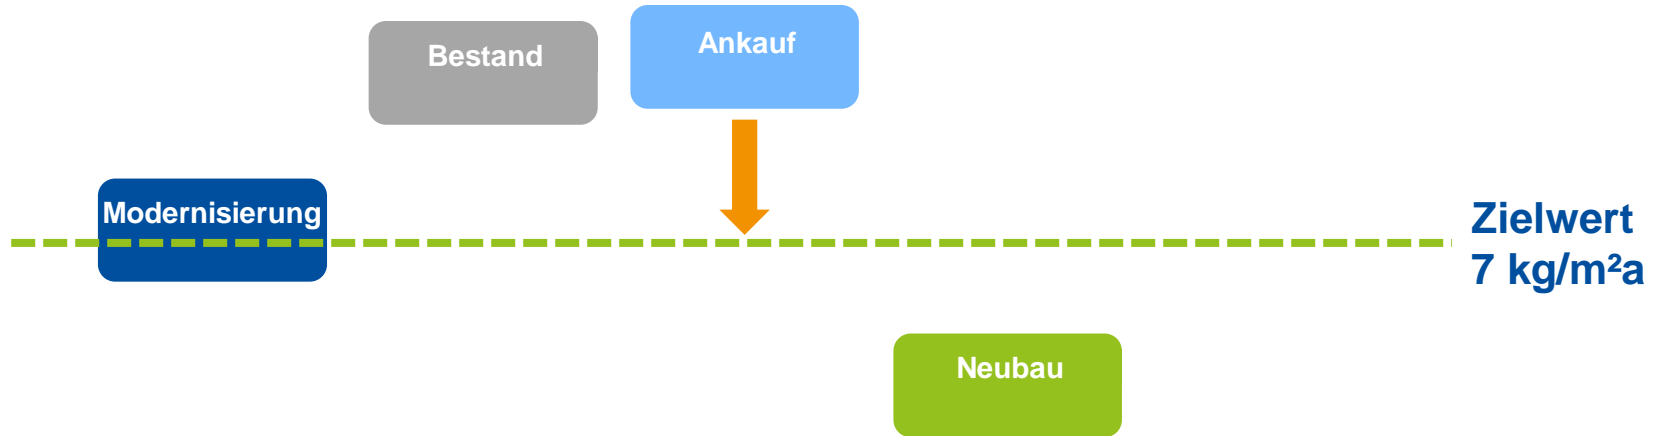 Ankauf
Bestand
Modernisierung
Zielwert
7 kg/m²a
Neubau